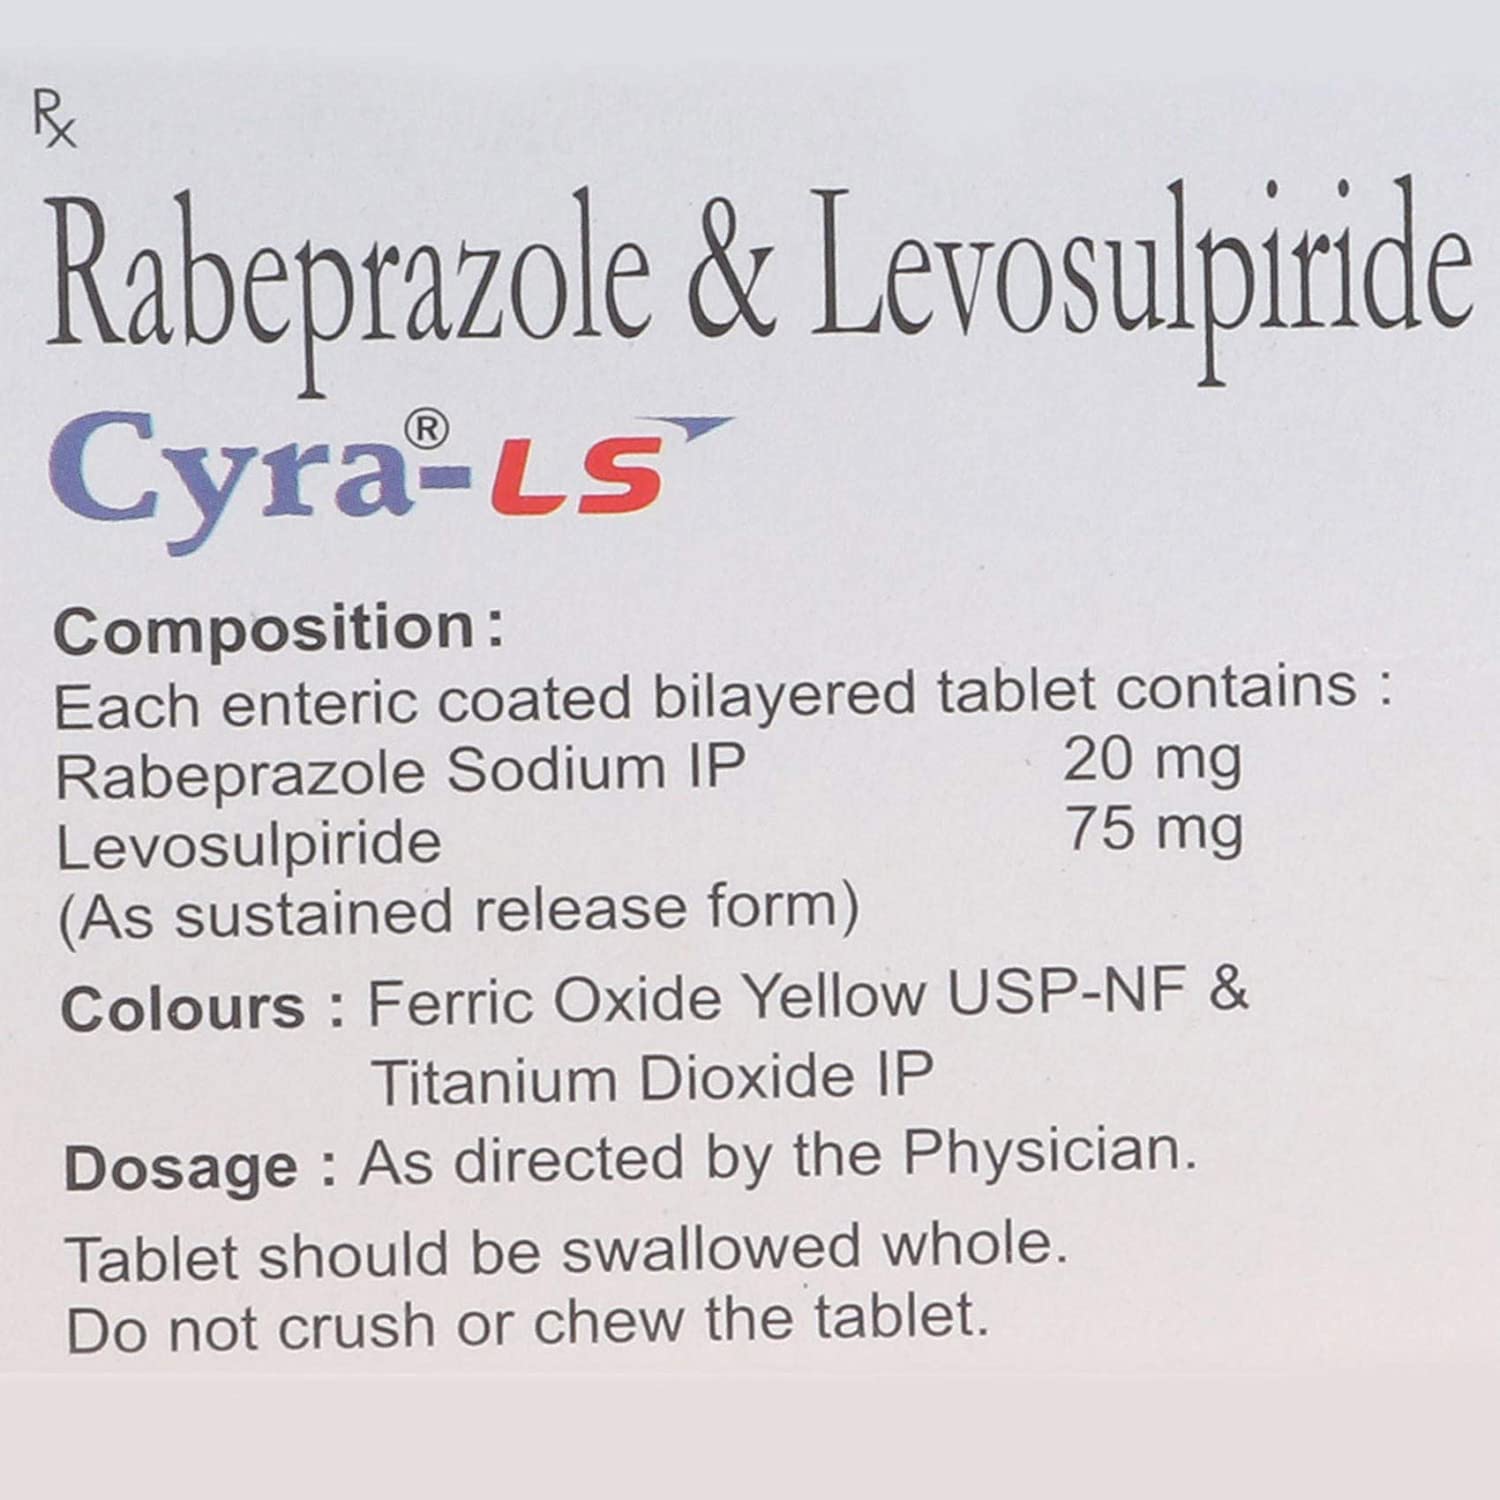 Rx
Rabeprazole & Levosulpiride
Cyra®-LS
Composition :
Each enteric coated bilayered tablet contains :
Rabeprazole Sodium IP 20 mg
Levosulpiride 75 mg
(As sustained release form)
Colours : Ferric Oxide Yellow USP-NF &
Titanium Dioxide IP
Dosage : As directed by the Physician.
Tablet should be swallowed whole.
Do not crush or chew the tablet.